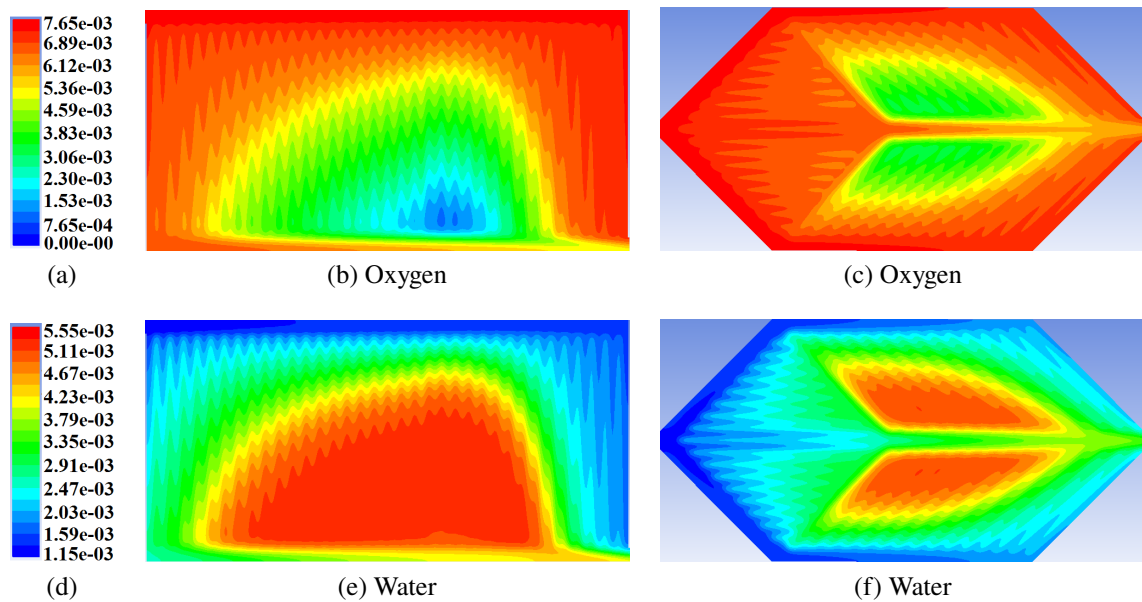 7.65e-03
6.89e-03
6.12e-03
5.36e-03
4.59e-03
3.83e-03
3.06e-03
2.30e-03
1.53e-03
7.65e-04
0.00e+00
(a)
(b) Oxygen
(c) Oxygen
5.55e-03
5.11e-03
4.67e-03
4.23e-03
3.79e-03
3.35e-03
2.91e-03
2.47e-03
2.03e-03
1.59e-03
1.15e-03
(d)
(e) Water
(f) Water